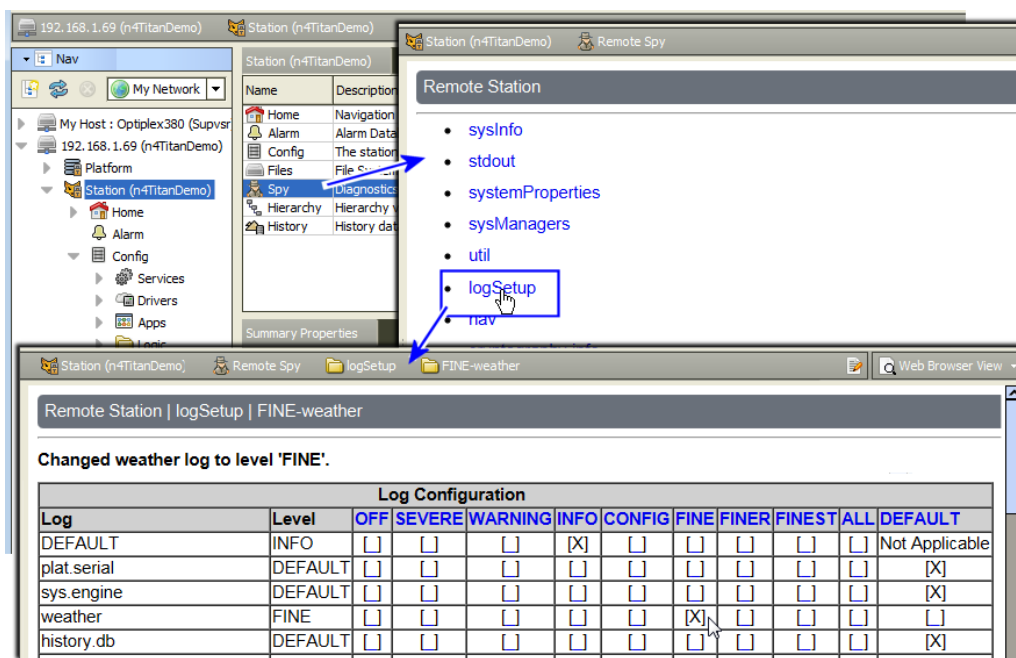 192.168.1.69 (n4TitanDemo) Station (n4TitanDemo)
Nav
My Network
My Host : Optiplex380 (Supvsr
192.168.1.69 (n4TitanDemo)
Platform
Station (n4TitanDemo)
Home
Alarm
Config
Services
Drivers
Apps
Logic
Station (n4TitanDemo)
Name Description
Home Navigation
Alarm Alarm Data
Config The station
Files File
Spy Diagnostics
Hierarchy Hierarchy v
History History dat
Summary Properties
Station (n4TitanDemo) Remote Spy
Remote Station
• sysInfo
• stdout
• systemProperties
• sysManagers
• util
• logSetup
• nav
Station (n4TitanDemo) Remote Spy logSetup FINE-weather Web Browser View
Remote Station | logSetup | FINE-weather
Changed weather log to level 'FINE'.
Log Configuration
Log Level OFF SEVERE WARNING INFO CONFIG FINE FINER FINEST ALL DEFAULT
DEFAULT INFO [_] [_] [_] [X] [_] [_] [_] [_] [_] Not Applicable
plat.serial DEFAULT [_] [_] [_] [_] [_] [_] [_] [_] [_] [X]
sys.engine DEFAULT [_] [_] [_] [_] [_] [_] [_] [_] [_] [X]
weather FINE [_] [_] [_] [_] [_] [X] [_] [_] [_] [_]
history.db DEFAULT [_] [_] [_] [_] [_] [_] [_] [_] [_] [X]